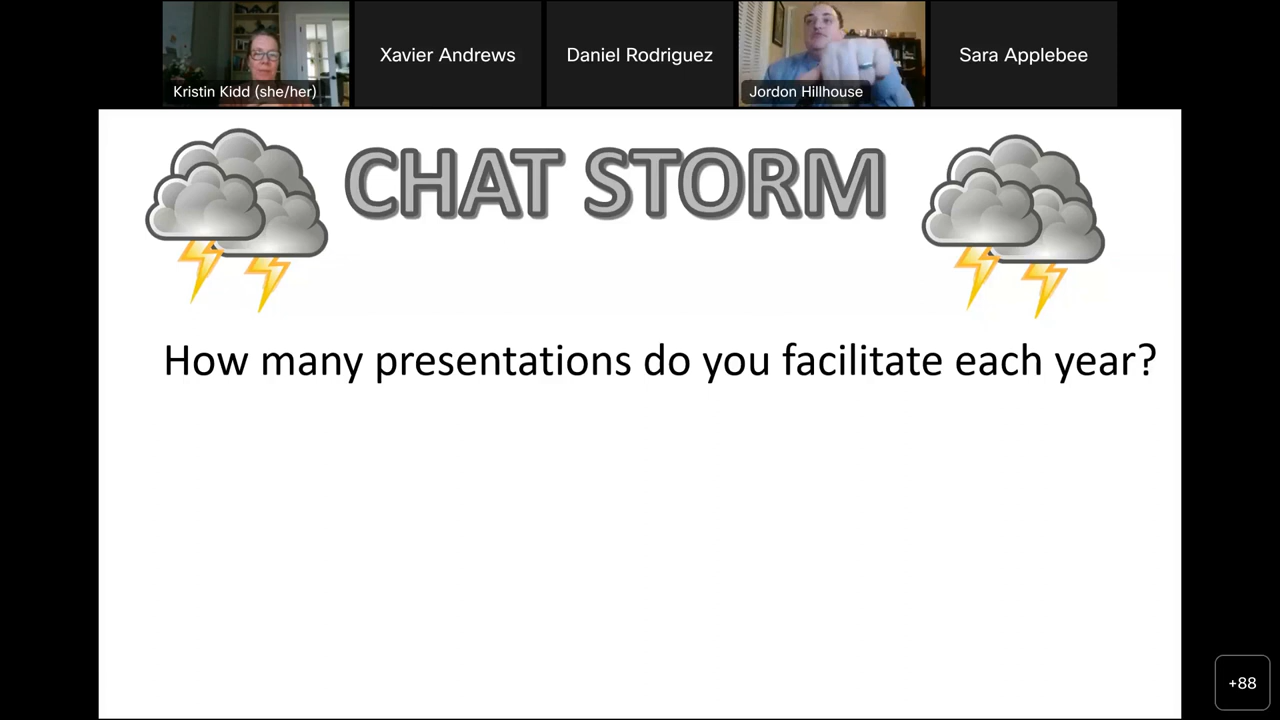 Kristin Kidd (she/her)
Xavier Andrews
Daniel Rodriguez
Jordon Hillhouse
Sara Applebee
CHAT STORM
How many presentations do you facilitate each year?
+88